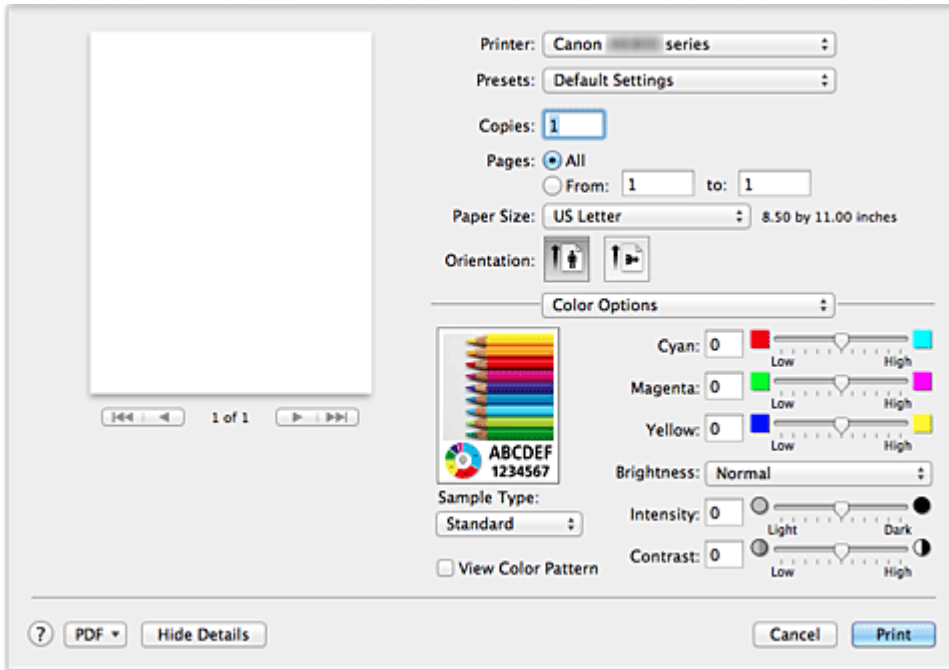 Printer: Canon series
Presets: Default Settings
Copies: 1
Pages: All
From: 1 to: 1
Paper Size: US Letter 8.50 by 11.00 inches
Orientation:
Color Options
Cyan: 0
Low High
Magenta: 0
Low High
Yellow: 0
Low High
ABCDEF
1234567
Brightness: Normal
Sample Type:
Standard
Intensity: 0
Light Dark
Contrast: 0
Low High
View Color Pattern
1 of 1
? PDF Hide Details Cancel Print